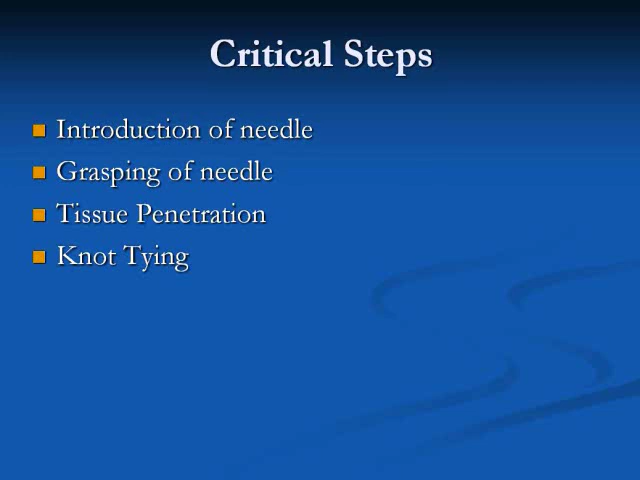 Critical Steps
Introduction of needle
Grasping of needle
Tissue Penetration
Knot Tying